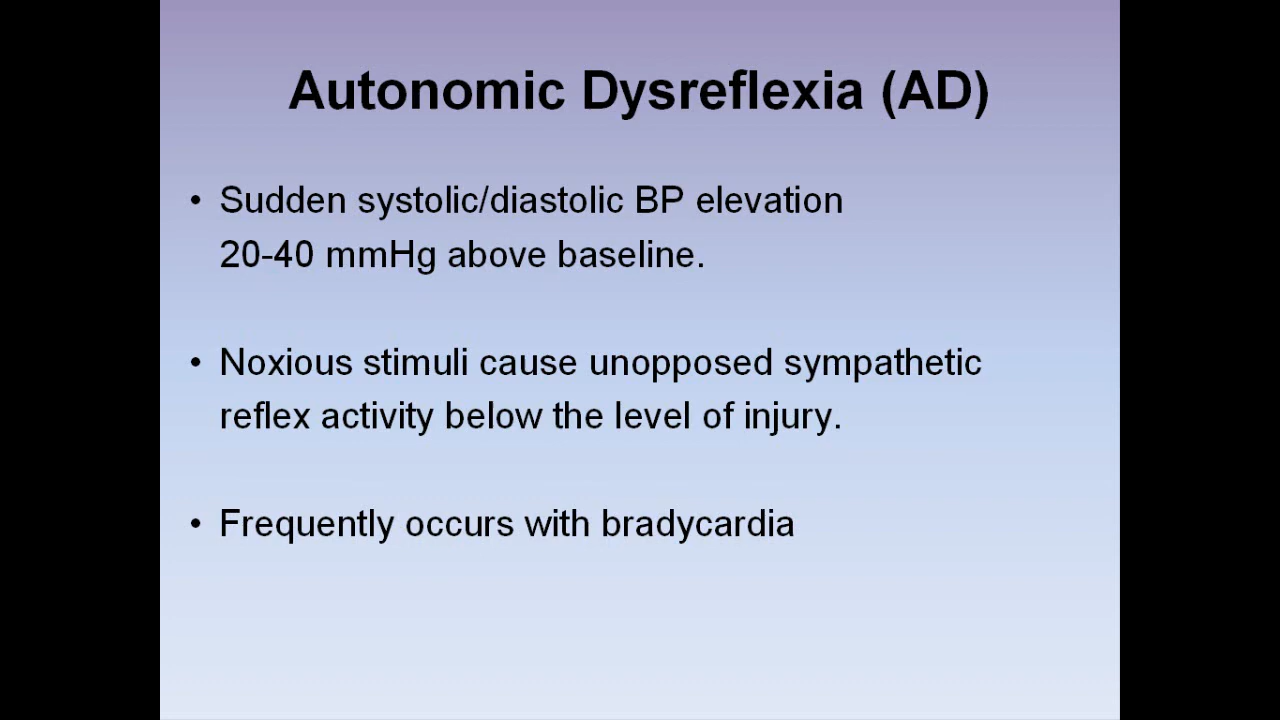 Autonomic Dysreflexia (AD)
• Sudden systolic/diastolic BP elevation
20-40 mmHg above baseline.
• Noxious stimuli cause unopposed sympathetic
reflex activity below the level of injury.
• Frequently occurs with bradycardia